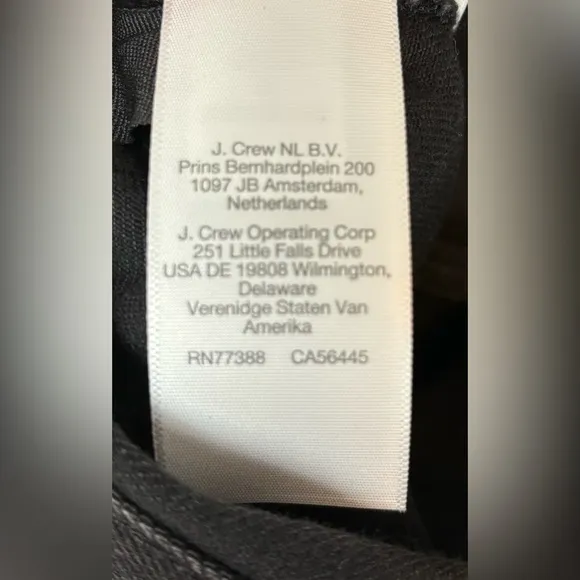 J. Crew NL B.V.
Prins Bernhardplein 200
1097 JB Amsterdam,
Netherlands
J. Crew Operating Corp
251 Little Falls Drive
USA DE 19808 Wilmington,
Delaware
Verenidge Staten Van
Amerika
RN77388 CA56445